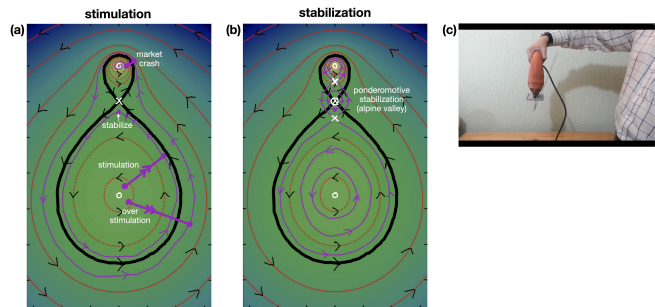 stimulation
stabilization
(a)
(b)
(c)
market
crash
stabilize
stimulation
over
stimulation
ponderomotive
stabilization
(alpine valley)